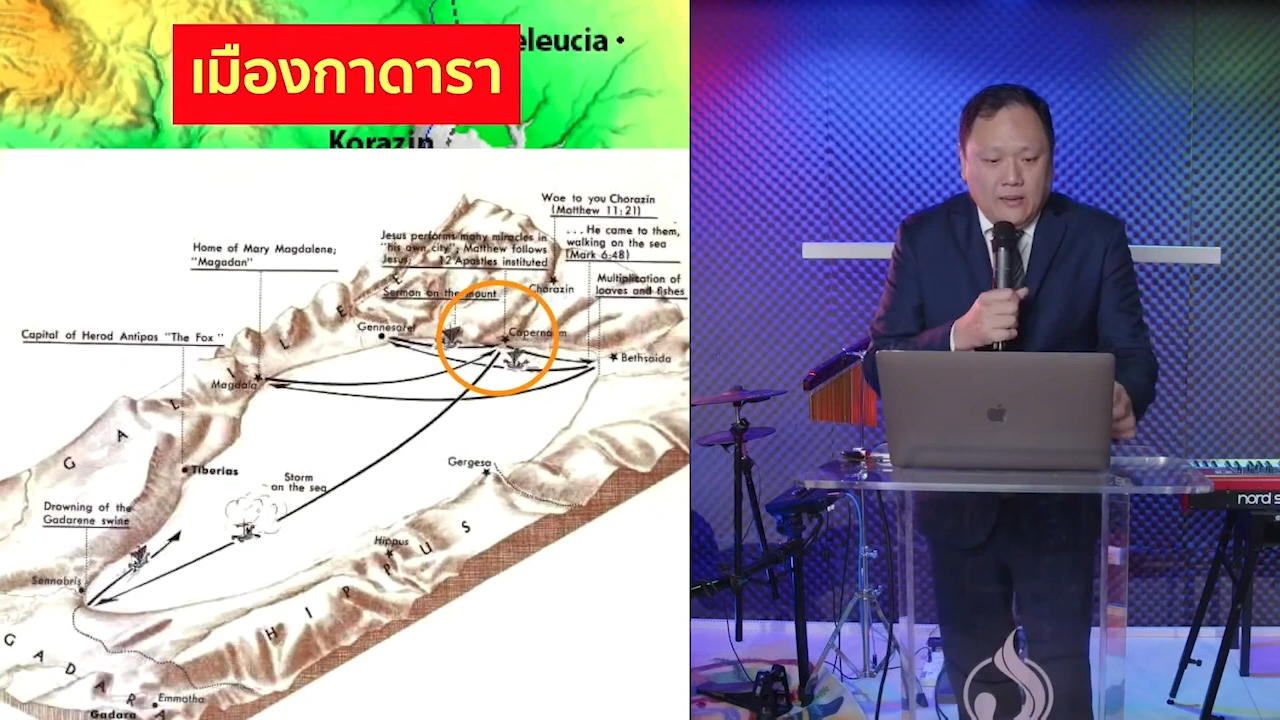 เมืองกาดารา
eleucia
Korazin
Woe to you Chorazin
(Matthew 11:21)
Jesus performs many miracles in
"his own city"; Matthew follows
Jesus; 12 Apostles instituted
... He came to them,
walking on the sea
(Mark 6:48)
Home of Mary Magdalene;
"Magadan"
Multiplication of
loaves and fishes
Sermon on the mount
Chorazin
Capital of Herod Antipas "The Fox"
Gennesaret
Capernaum
Bethsaida
Magdala
GALILEE
Tiberias
Gergesa
Storm
on the sea
Drowning of the
Gadarene swine
Hippus
HIPPUS
Sennabris
GADARA
Emmatha
Gadara
nord s